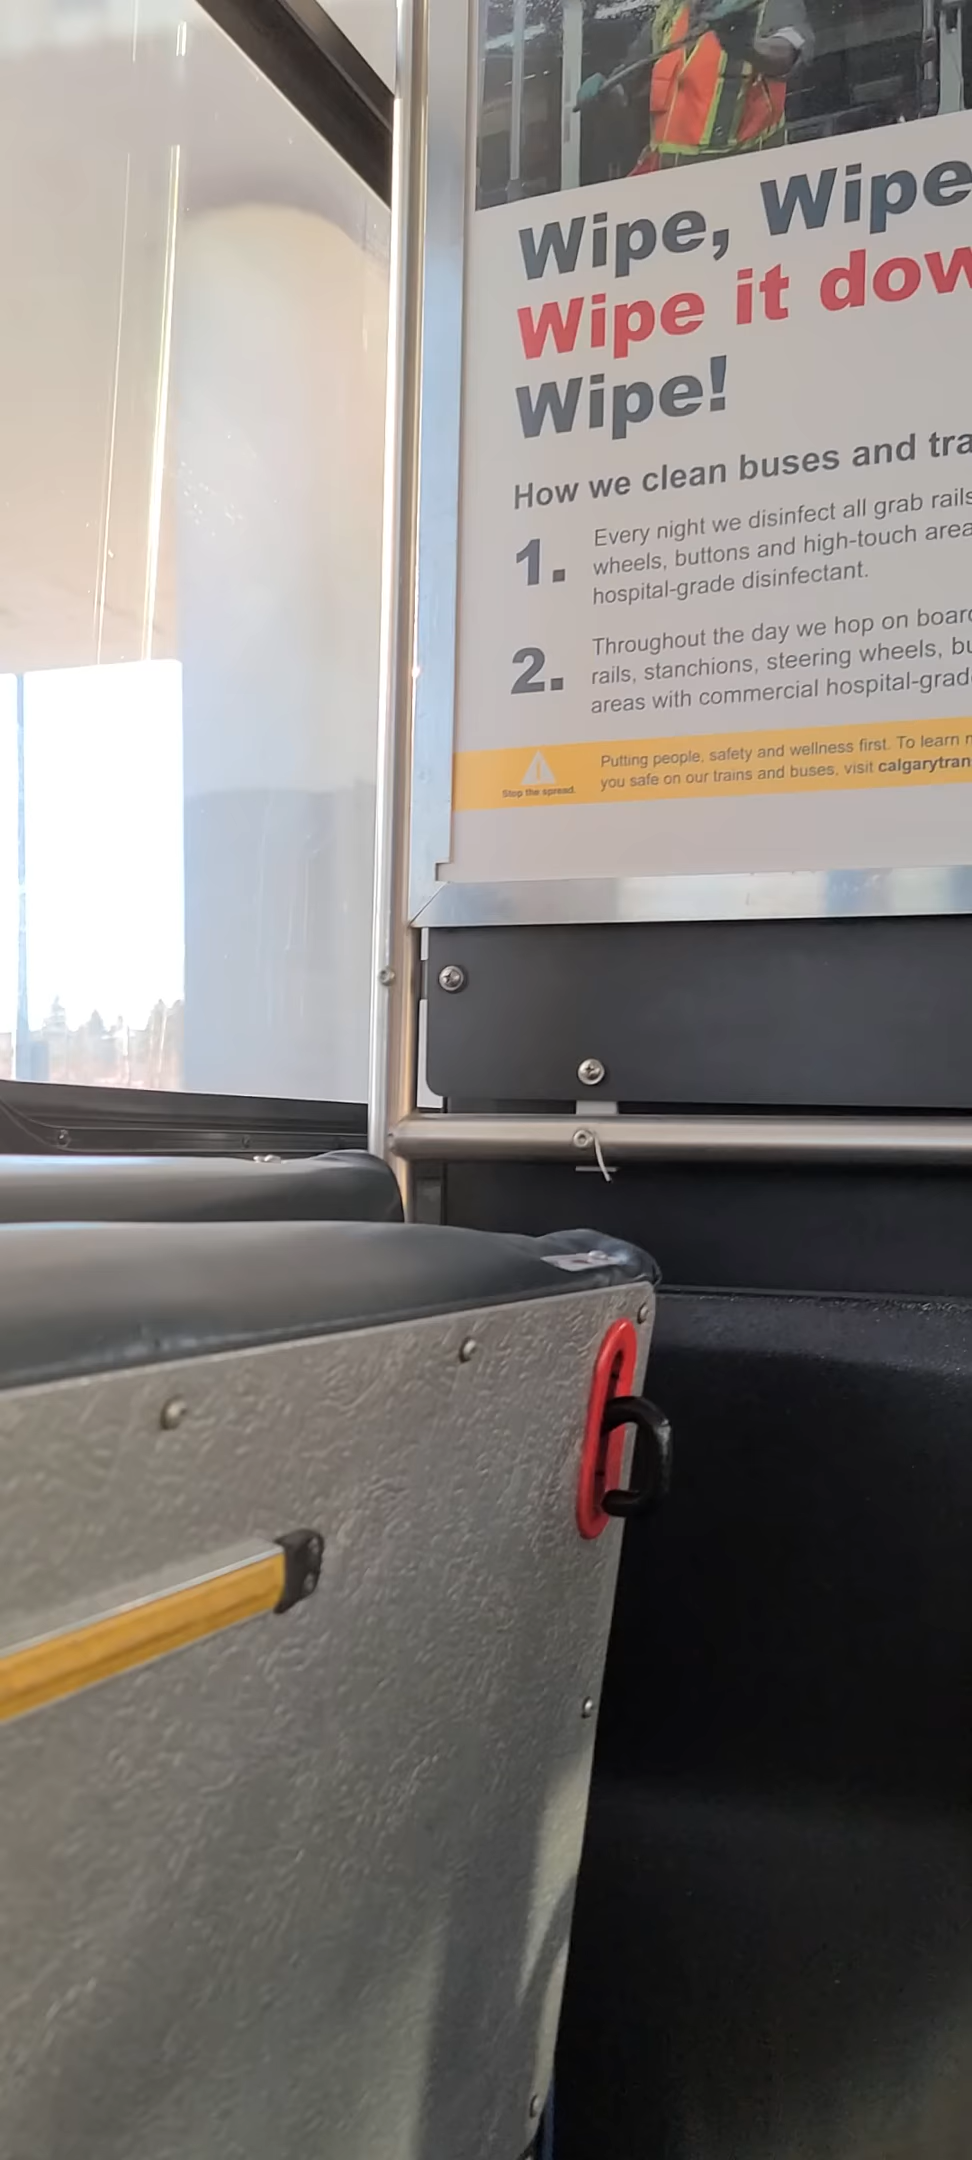 Wipe, Wipe
Wipe it dow
Wipe!
How we clean buses and tra
1.
Every night we disinfect all grab rails
wheels, buttons and high-touch area
hospital-grade disinfectant.
2.
Throughout the day we hop on board
rails, stanchions, steering wheels, bu
areas with commercial hospital-grad
Stop the spread.
Putting people, safety and wellness first. To learn m
you safe on our trains and buses, visit calgarytran